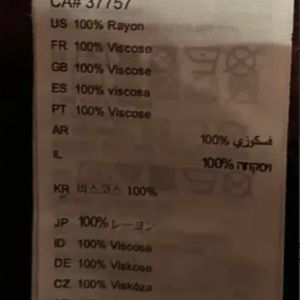 CA# 37757
US 100% Rayon
FR 100% Viscose
GB 100% Viscose
ES 100% viscosa
PT 100% Viscose
AR فسكوزي 100%
IL ויסקוזה 100%
KR 비스코스 100%
JP 100% レーヨン
ID 100% Viscose
DE 100% Viskose
CZ 100% Viskóza